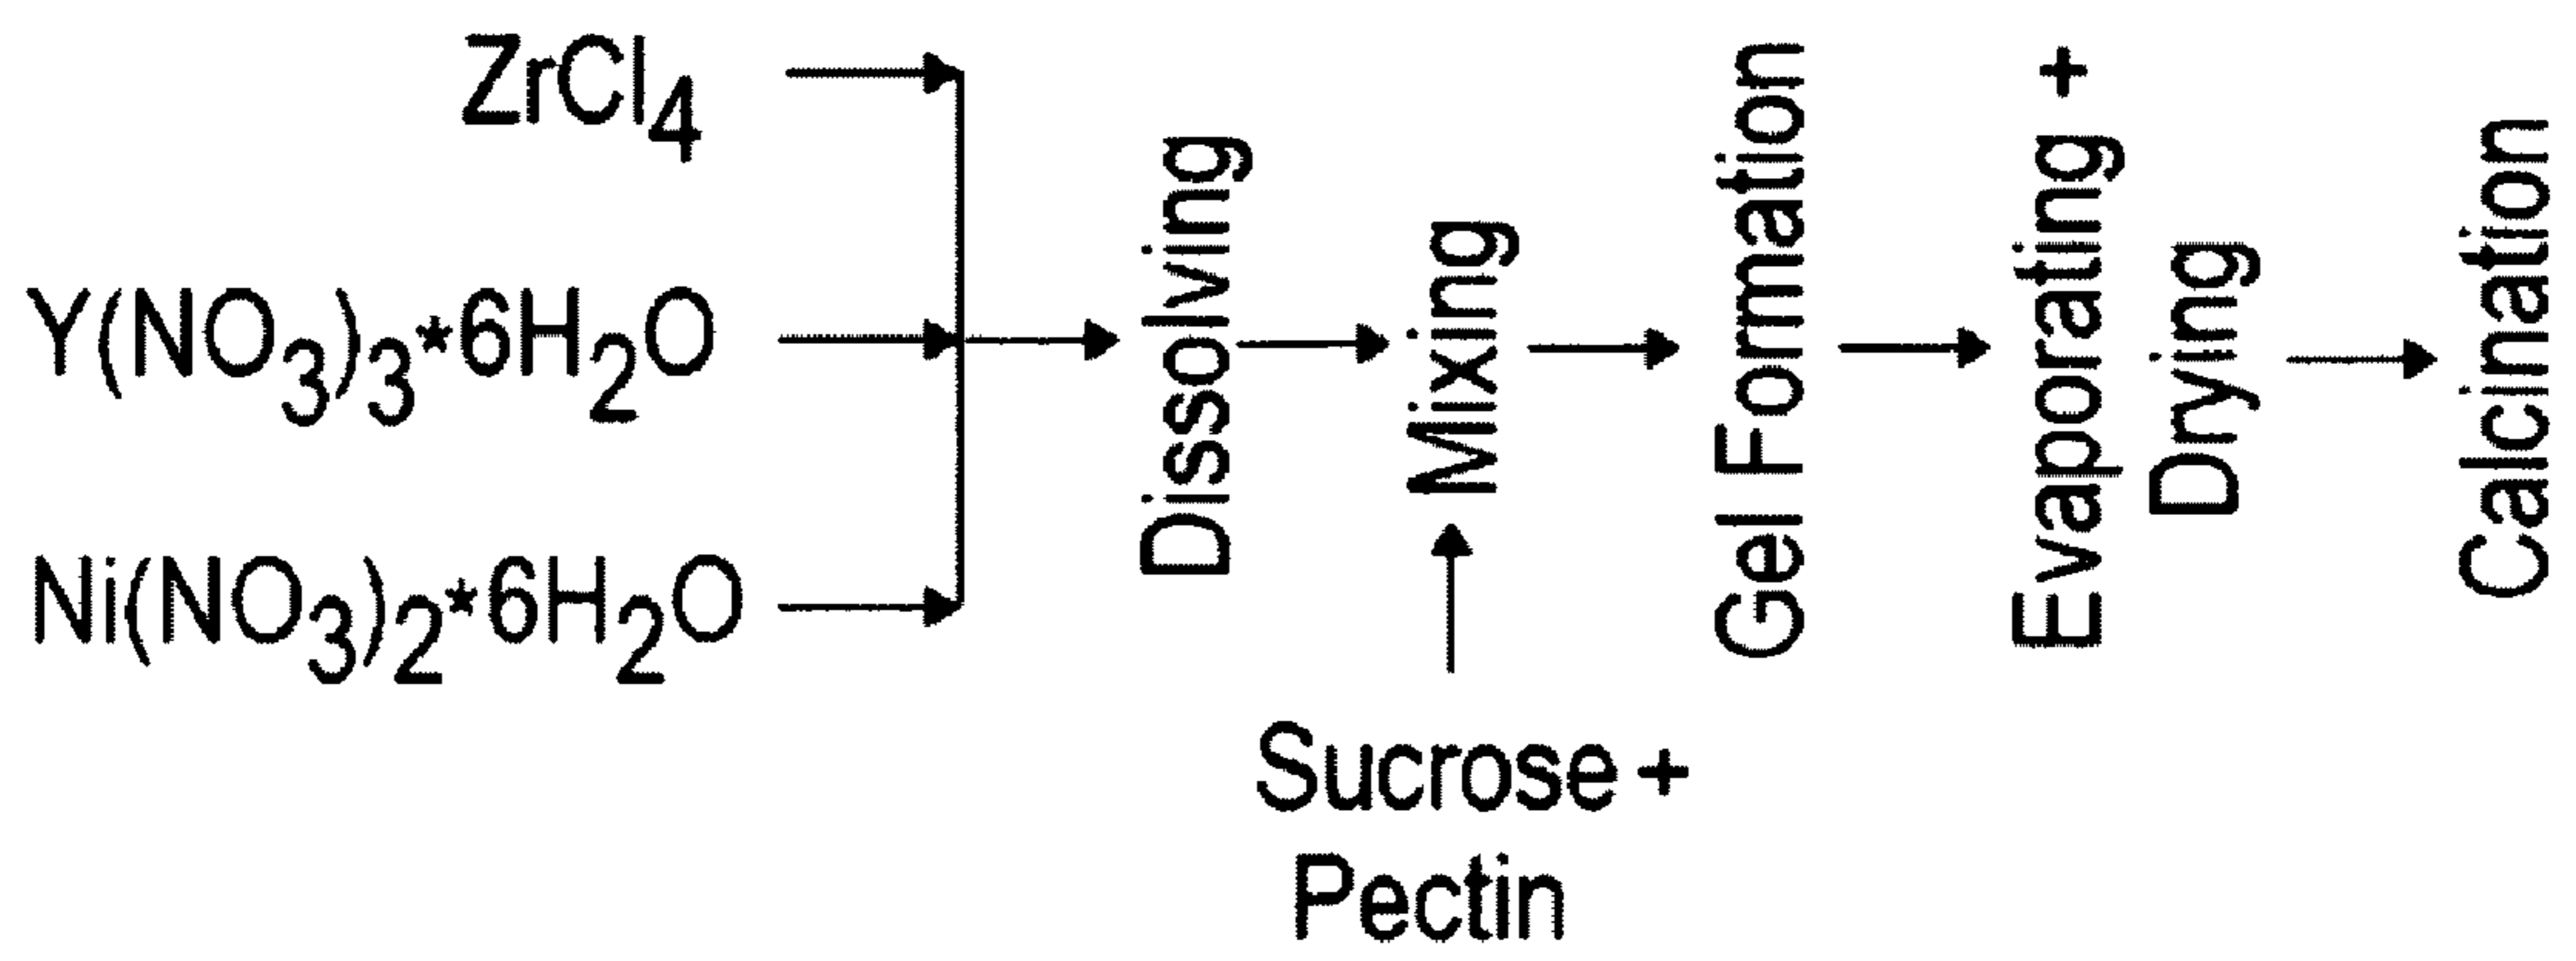 ZrCl4
Y(NO3)3*6H2O
Ni(NO3)2*6H2O
Dissolving
Mixing
Sucrose +
Pectin
Gel Formation
Evaporating +
Drying
Calcination